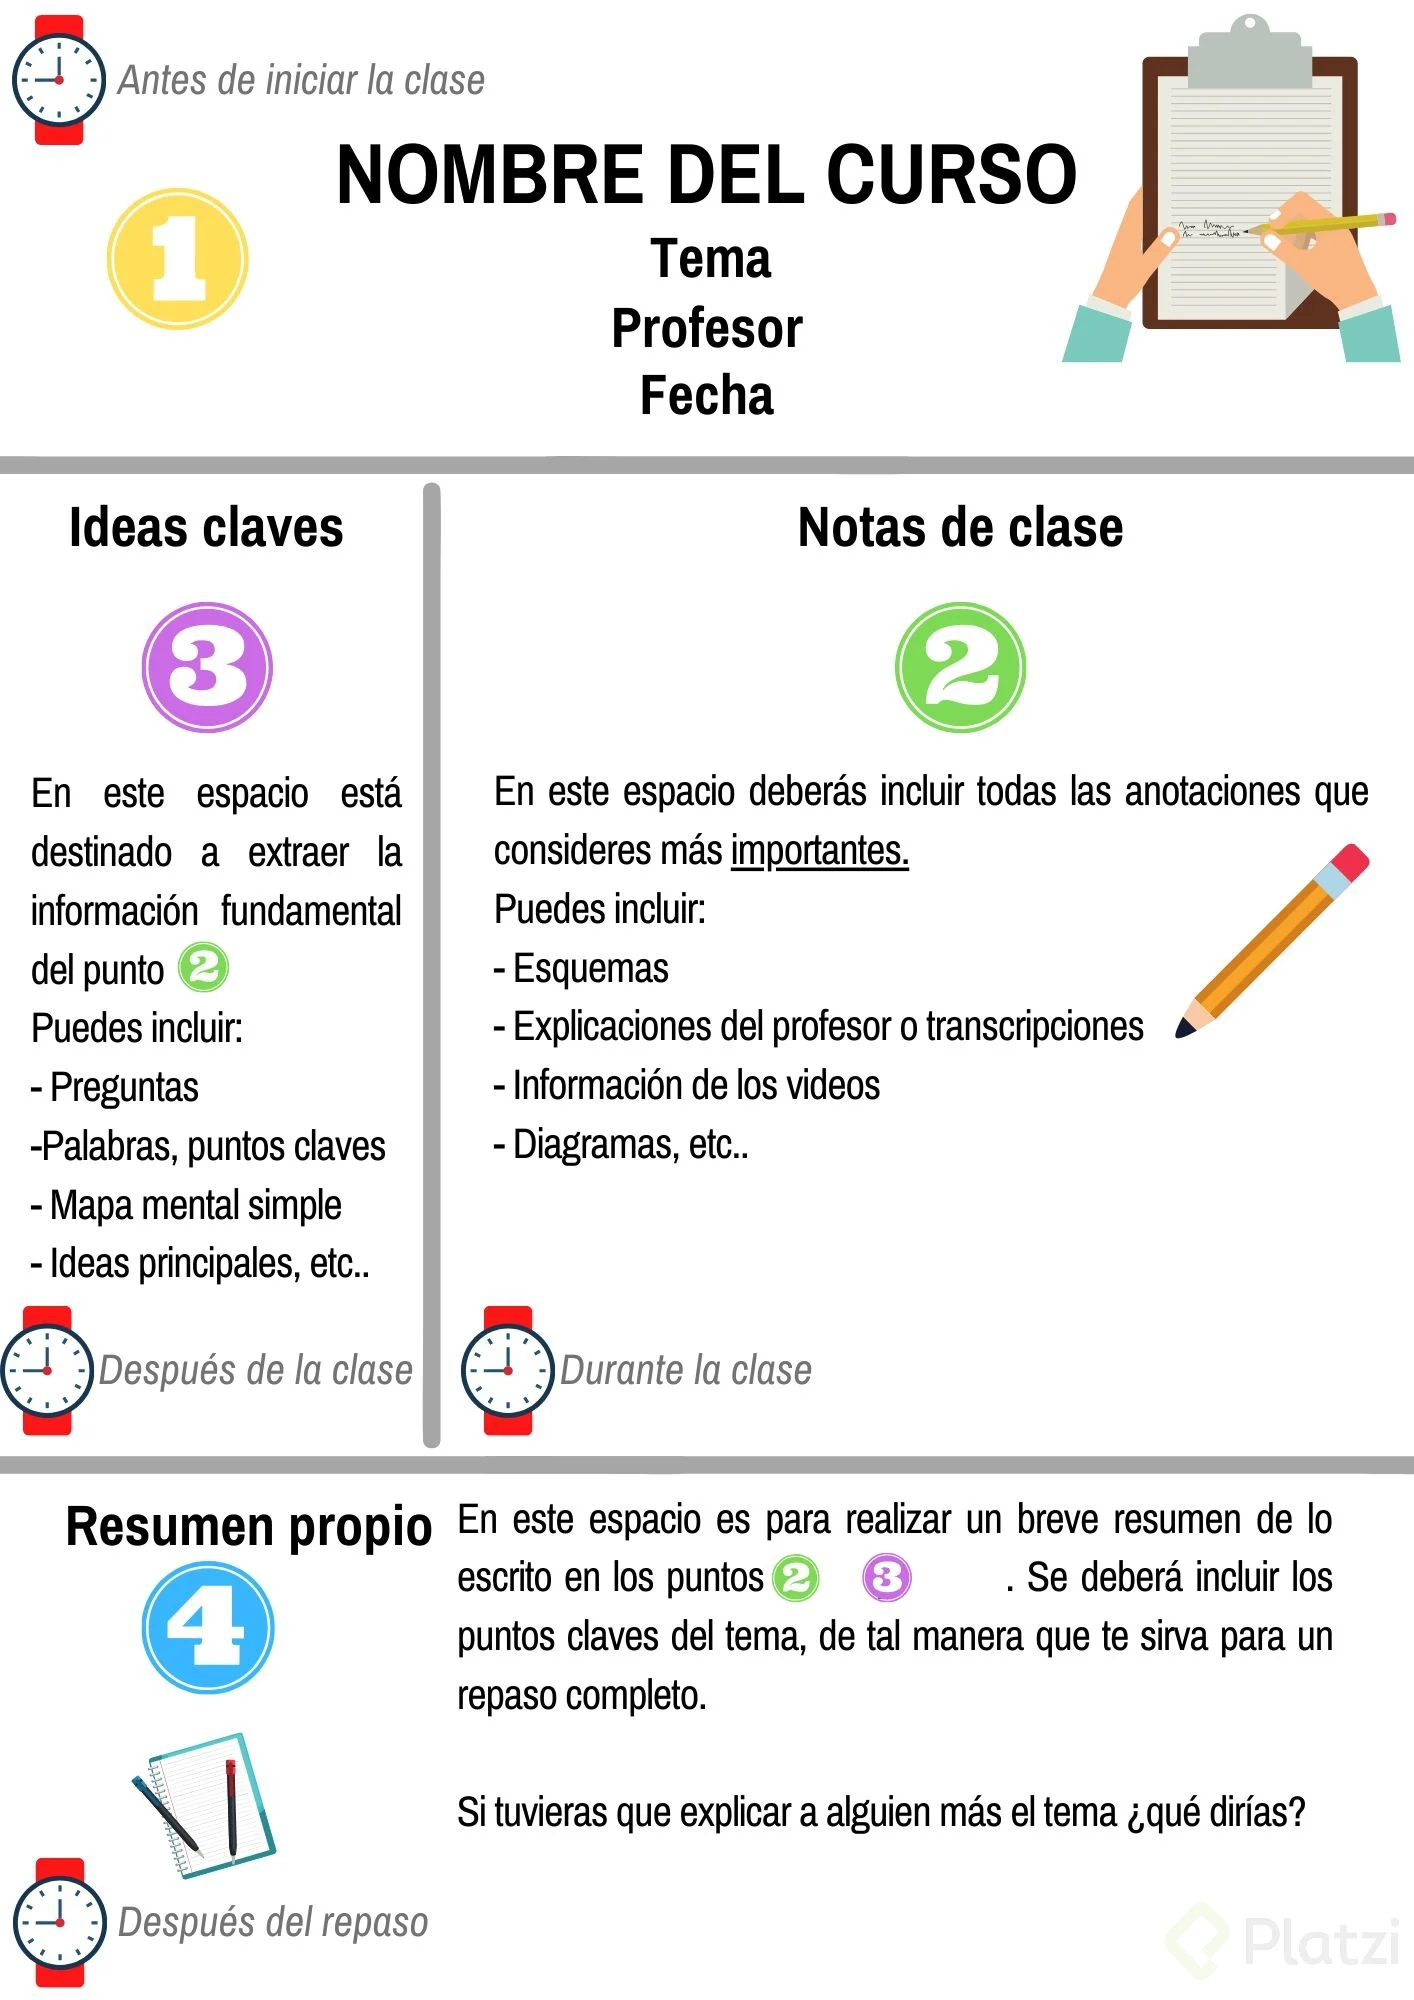 Antes de iniciar la clase
NOMBRE DEL CURSO
1
Tema
Profesor
Fecha
Ideas claves
3
En este espacio está
destinado a extraer la
información fundamental
del punto 2
Puedes incluir:
- Preguntas
-Palabras, puntos claves
- Mapa mental simple
- Ideas principales, etc..
Después de la clase
Notas de clase
2
En este espacio deberás incluir todas las anotaciones que
consideres más importantes.
Puedes incluir:
- Esquemas
- Explicaciones del profesor o transcripciones
- Información de los videos
- Diagramas, etc..
Durante la clase
Resumen propio
4
En este espacio es para realizar un breve resumen de lo
escrito en los puntos 2 3 . Se deberá incluir los
puntos claves del tema, de tal manera que te sirva para un
repaso completo.
Si tuvieras que explicar a alguien más el tema ¿qué dirías?
Después del repaso
Platzi